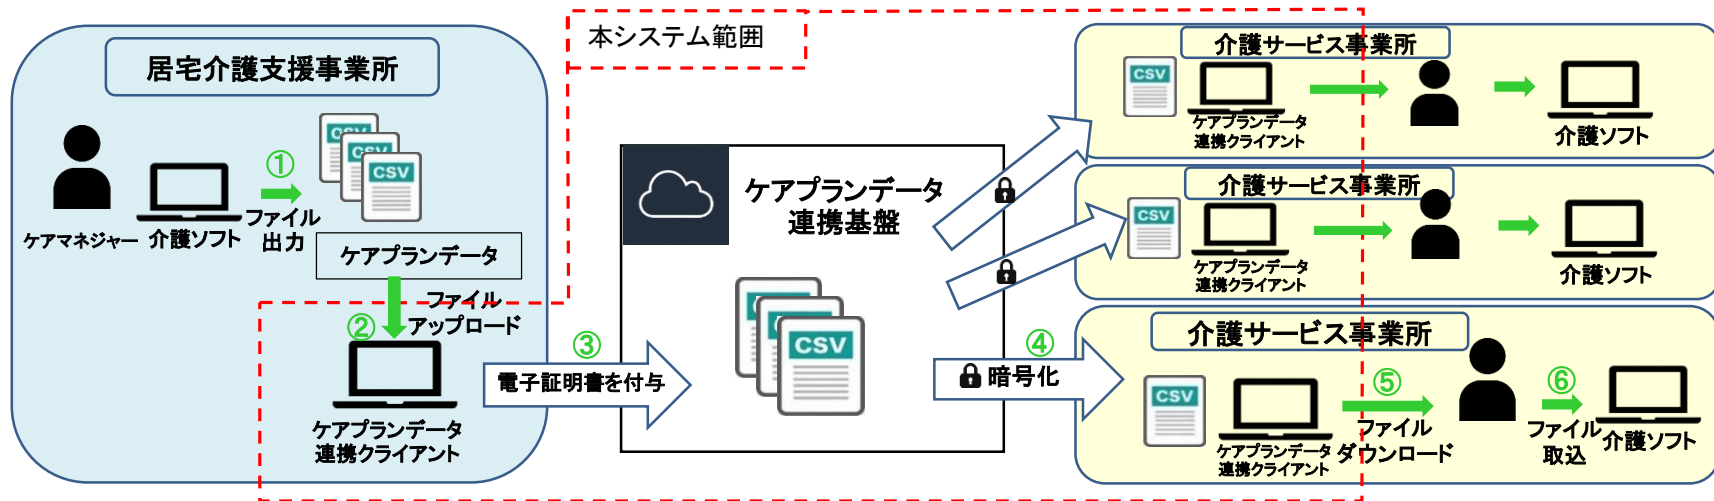 本システム範囲
居宅介護支援事業所
①
ファイル
出力
CSV
CSV
CSV
ケアマネジャー
介護ソフト
ケアプランデータ
②
ファイル
アップロード
ケアプランデータ
連携クライアント
③
電子証明書を付与
ケアプランデータ
連携基盤
CSV
CSV
CSV
④
暗号化
介護サービス事業所
CSV
ケアプランデータ
連携クライアント
介護ソフト
介護サービス事業所
CSV
ケアプランデータ
連携クライアント
介護ソフト
介護サービス事業所
CSV
ケアプランデータ
連携クライアント
⑤
ファイル
ダウンロード
⑥
ファイル
取込
介護ソフト